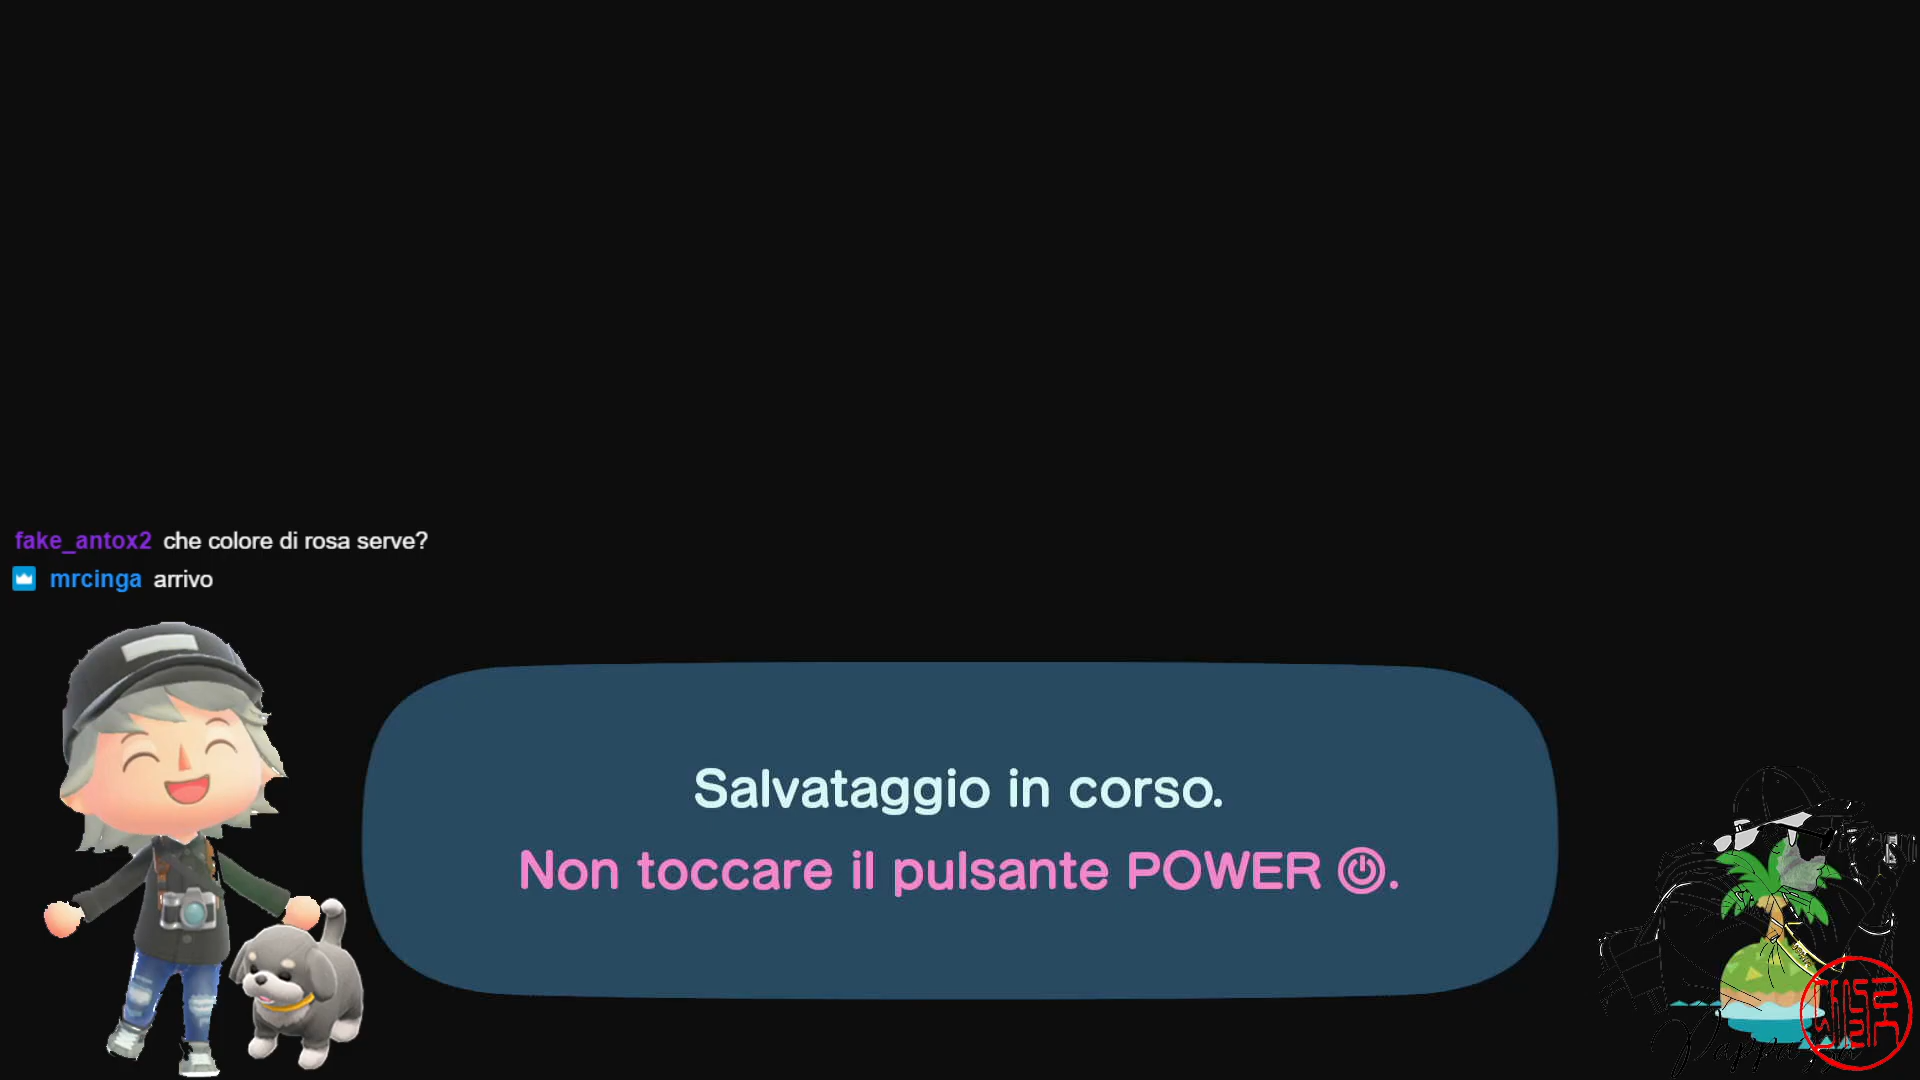 fake_antox2 che colore di rosa serve?
mrcinga arrivo
Salvataggio in corso.
Non toccare il pulsante POWER ⏻.